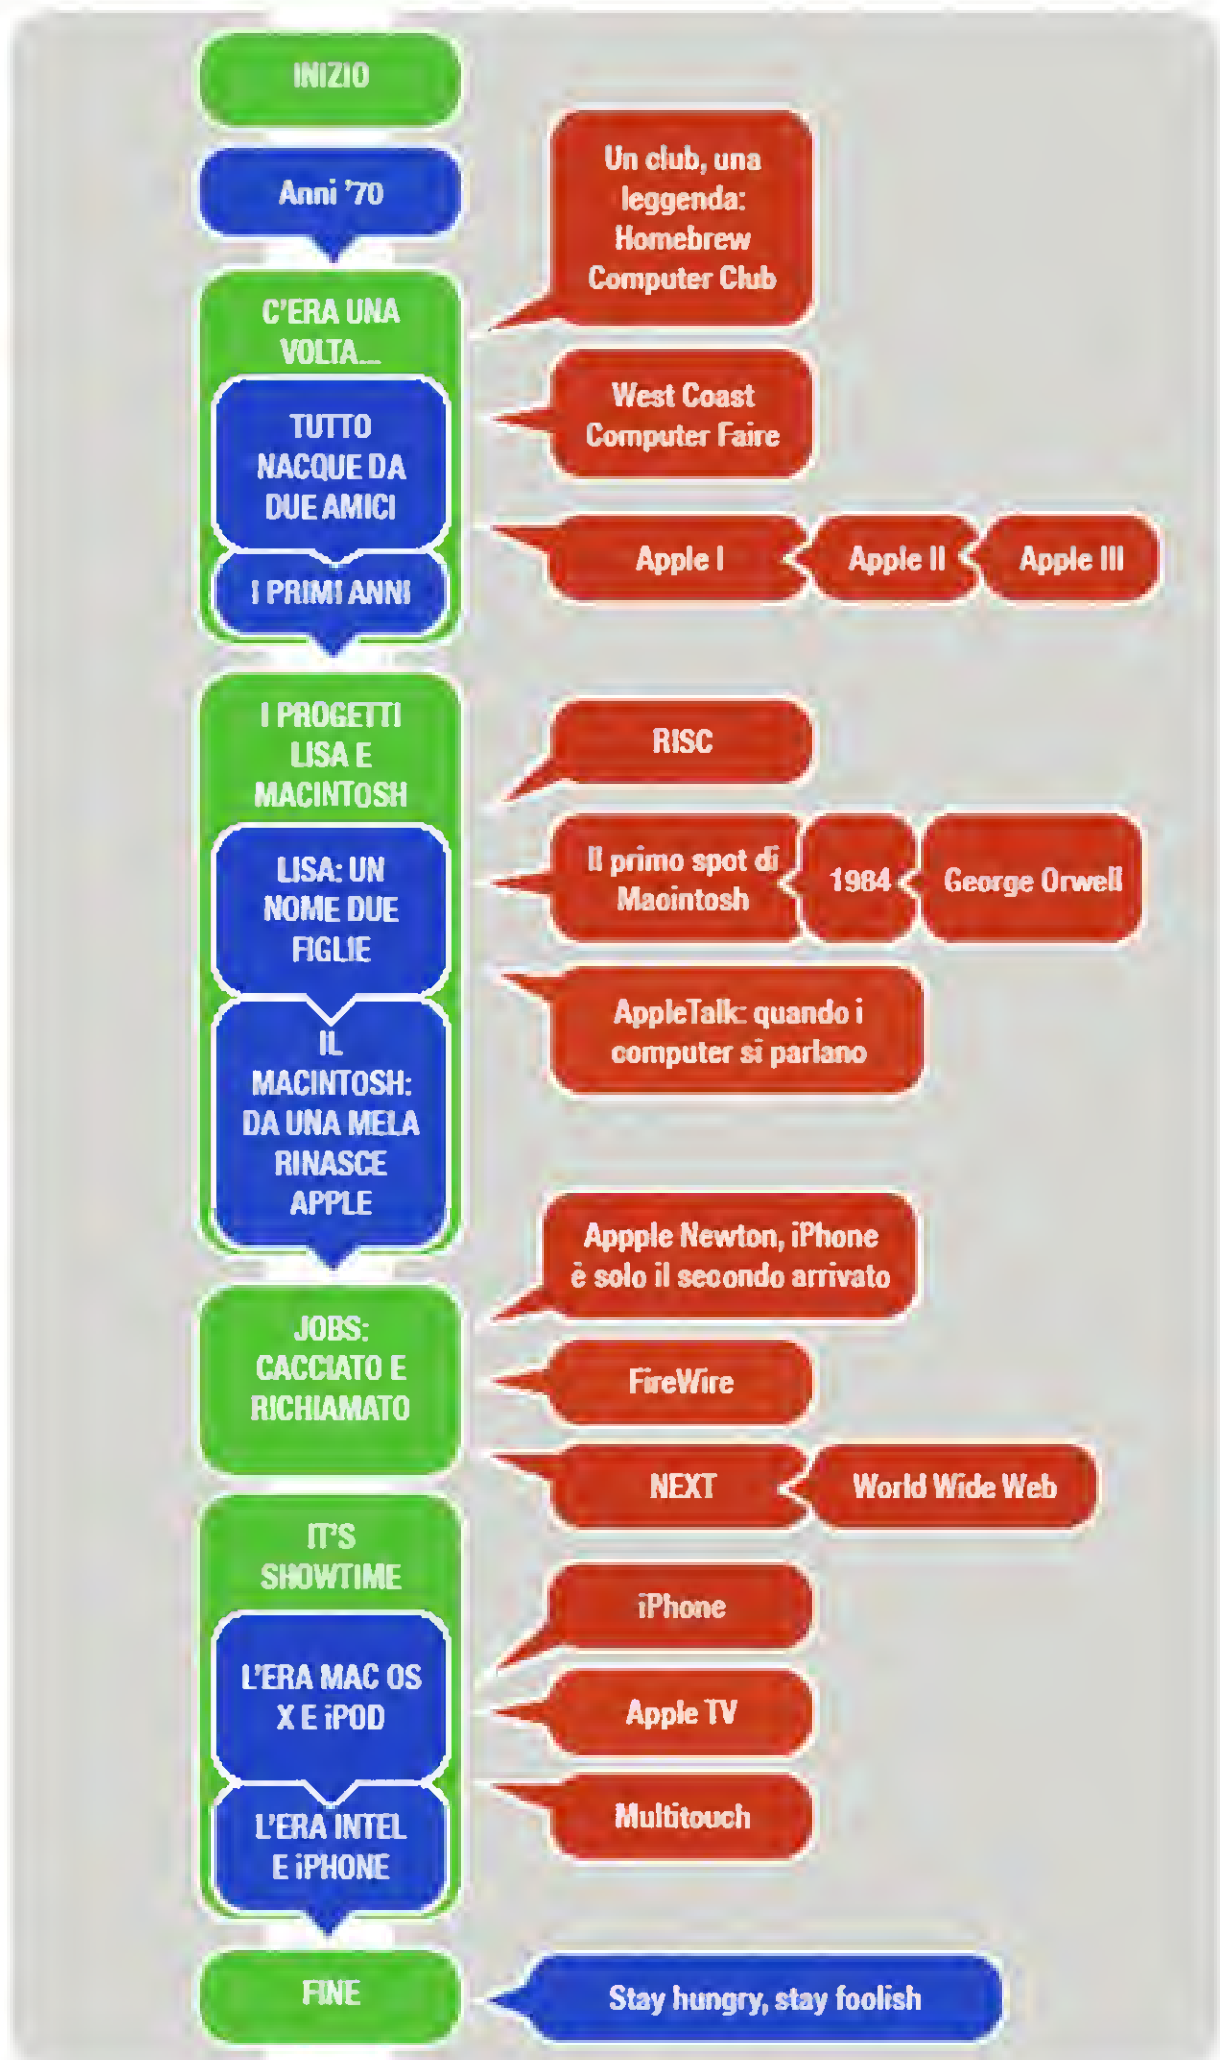 INIZIO
Anni '70
Un club, una
leggenda:
Homebrew
Computer Club
C'ERA UNA
VOLTA...
West Coast
Computer Faire
TUTTO
NACQUE DA
DUE AMICI
Apple I
Apple II
Apple III
I PRIMI ANNI
I PROGETTI
LISA E
MACINTOSH
RISC
LISA: UN
NOME DUE
FIGLIE
Il primo spot di
Macintosh
1984
George Orwell
AppleTalk: quando i
computer si parlano
IL
MACINTOSH:
DA UNA MELA
RINASCE
APPLE
Appple Newton, iPhone
è solo il secondo arrivato
JOBS:
CACCIATO E
RICHIAMATO
FireWire
NEXT
World Wide Web
IT'S
SHOWTIME
iPhone
L'ERA MAC OS
X E iPOD
Apple TV
Multitouch
L'ERA INTEL
E iPHONE
FINE
Stay hungry, stay foolish